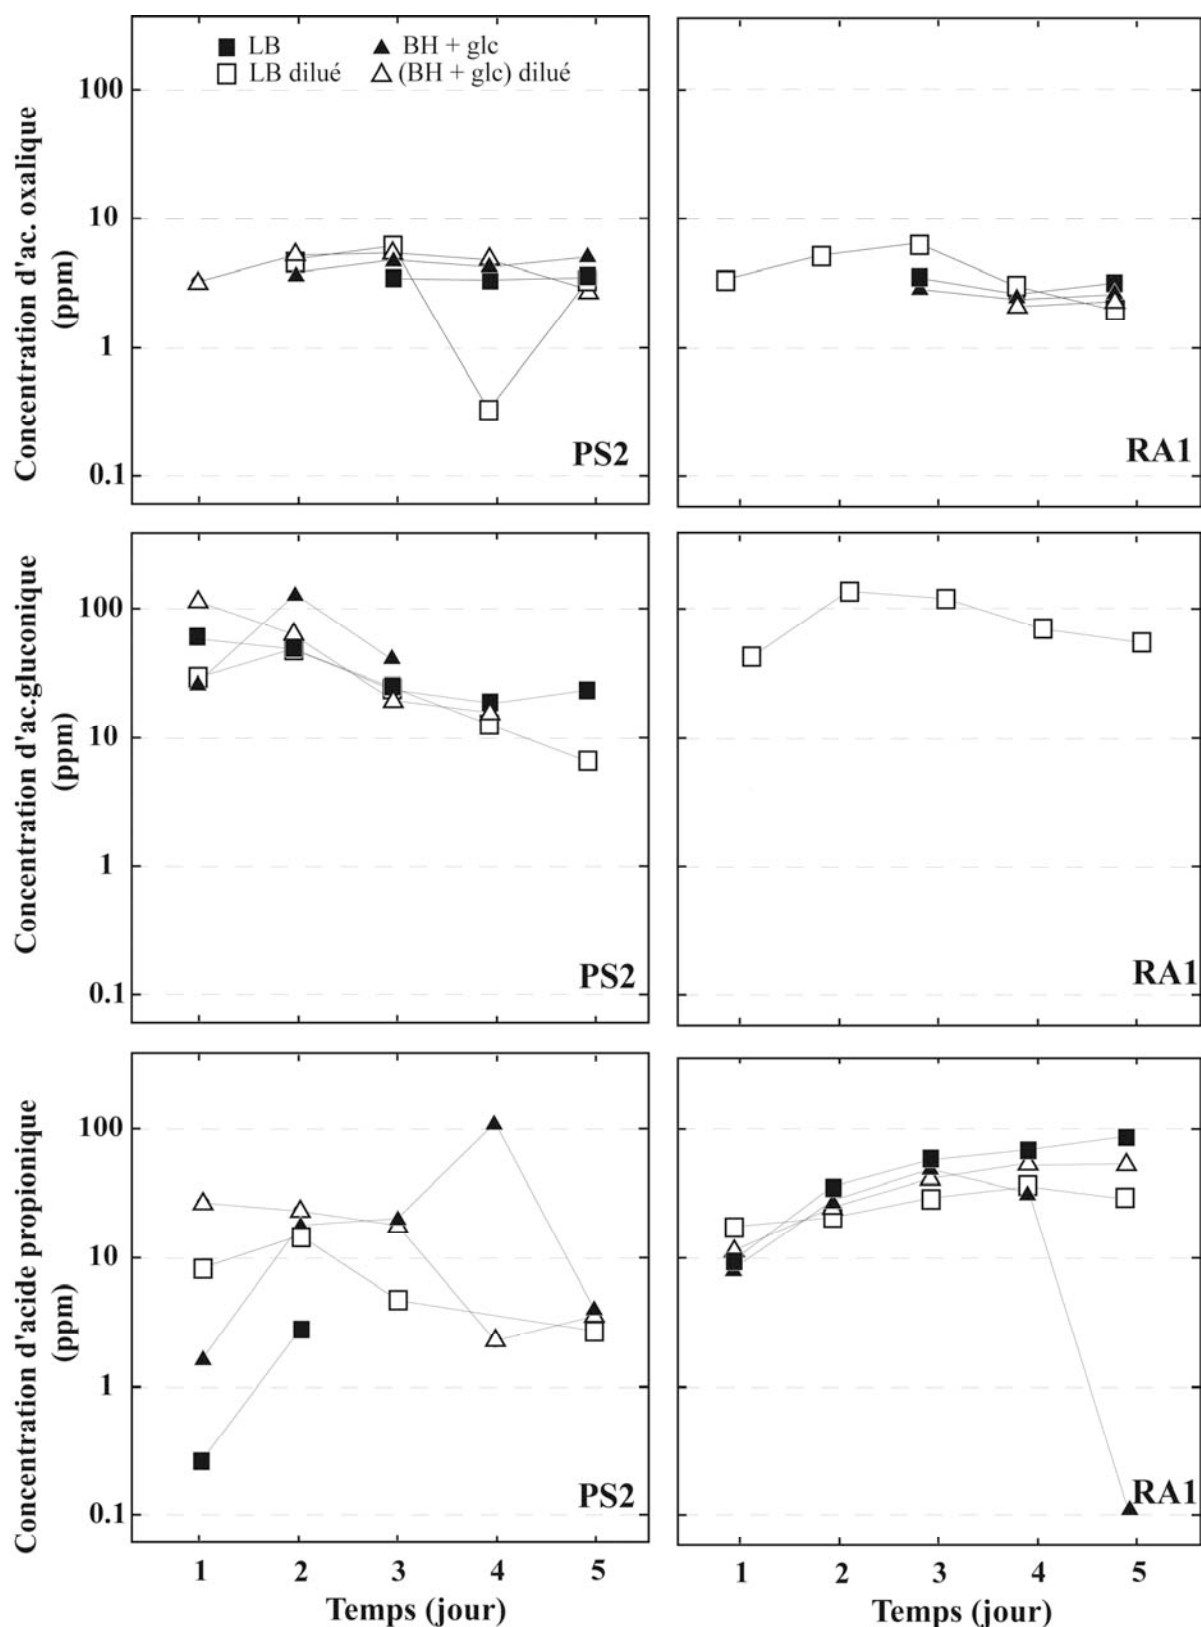 LB
BH + glc
LB dilué
(BH + glc) dilué
Concentration d'ac. oxalique
(ppm)
100
10
1
0.1
PS2
RA1
Concentration d'ac.gluconique
(ppm)
100
10
1
0.1
PS2
RA1
Concentration d'acide propionique
(ppm)
100
10
1
0.1
PS2
RA1
1 2 3 4 5
Temps (jour)
1 2 3 4 5
Temps (jour)